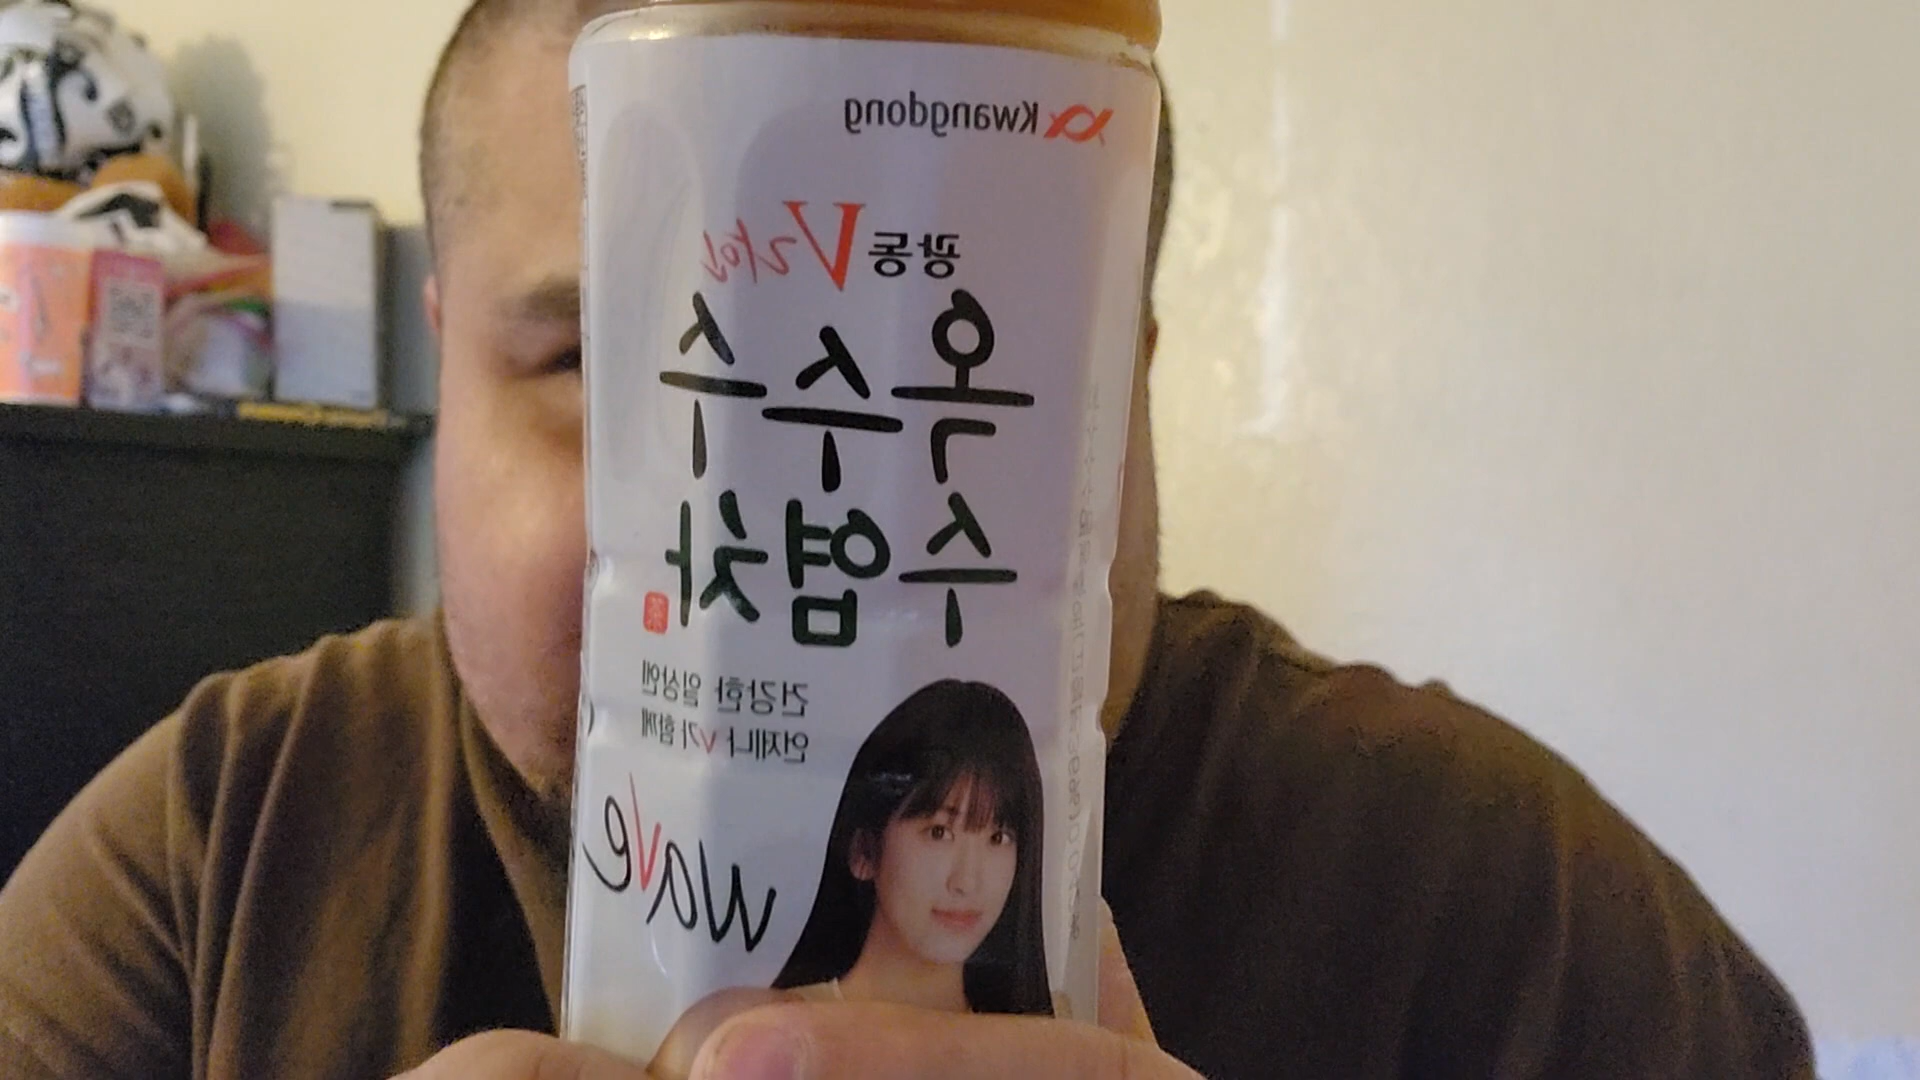 Kwangdong
광동 V라인
옥수수
수염차
건강한 일상엔
언제나 V가 함께
wave